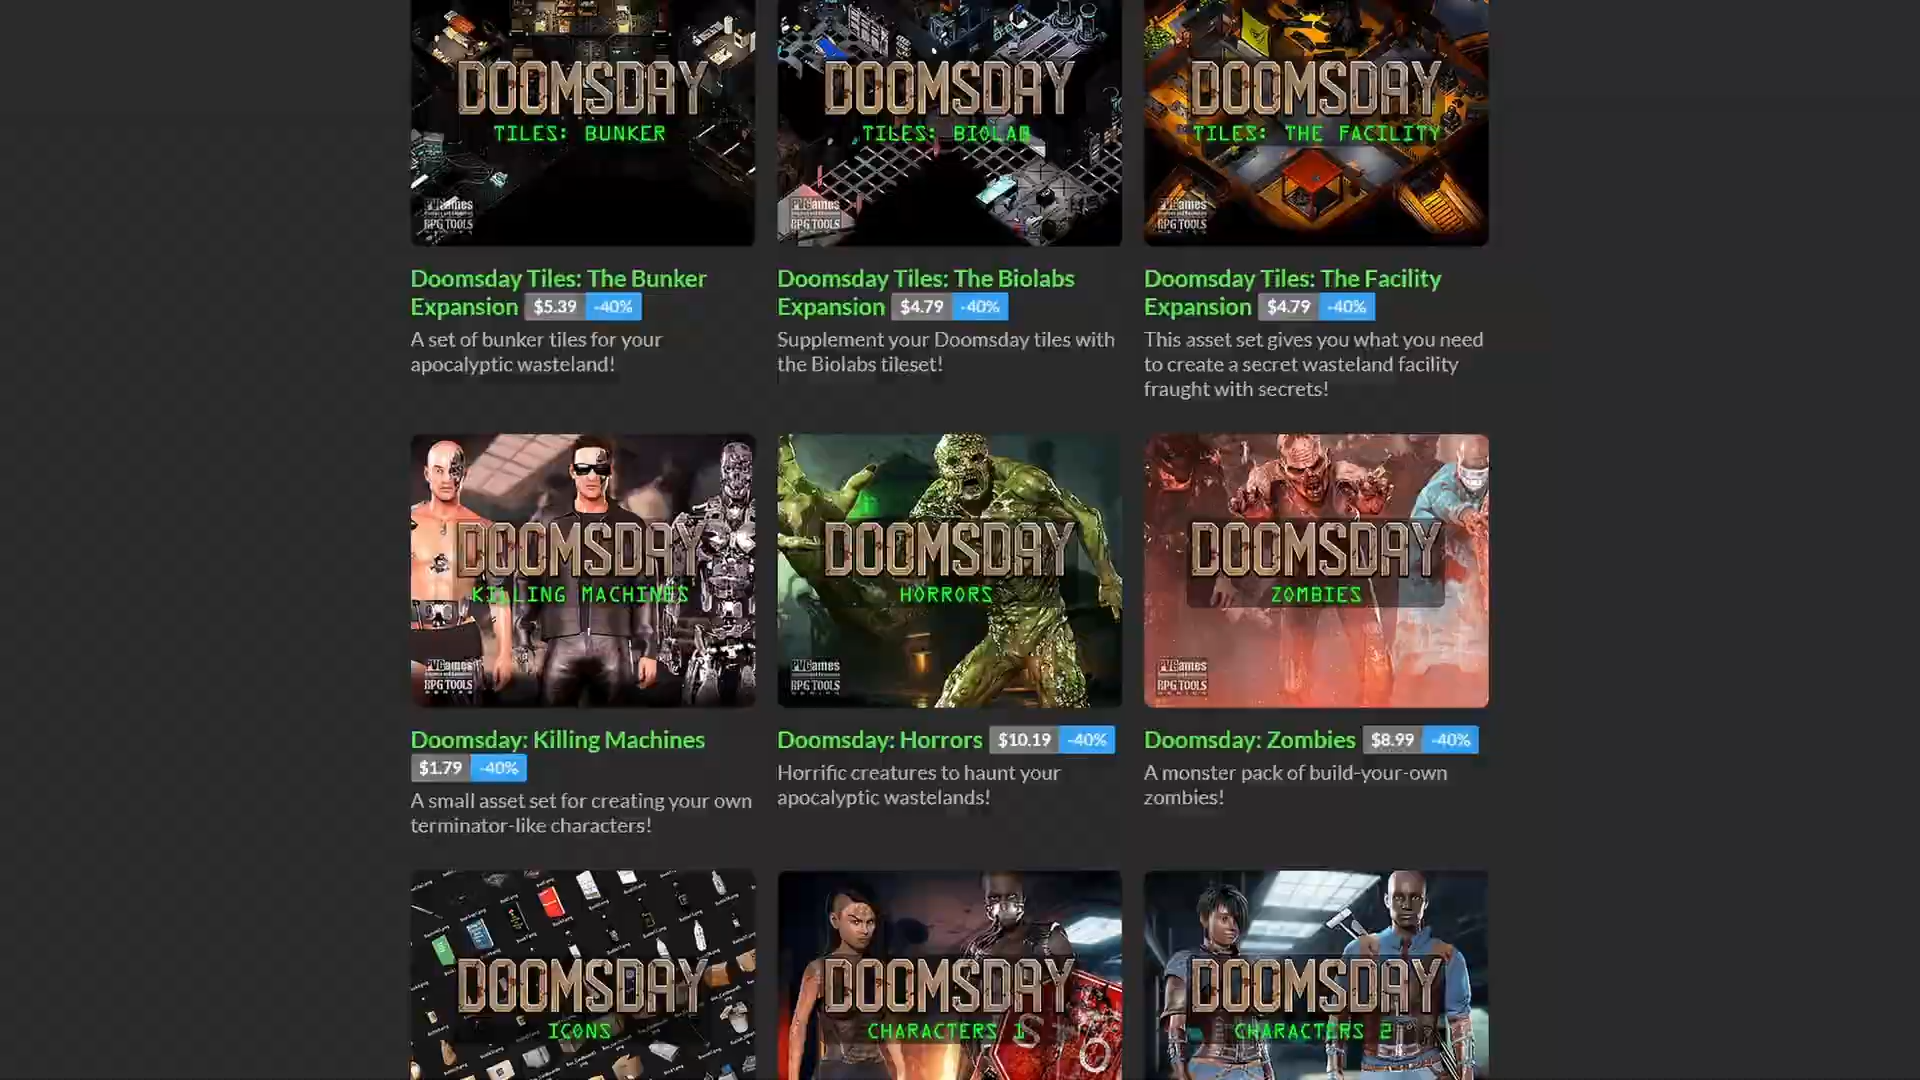 DOOMSDAY
TILES: BUNKER
PVGames
RPG TOOLS
DOOMSDAY
TILES: BIOLAB
PVGames
RPG TOOLS
DOOMSDAY
TILES: THE FACILITY
PVGames
RPG TOOLS
Doomsday Tiles: The Bunker
Expansion $5.39 -40%
A set of bunker tiles for your
apocalyptic wasteland!
Doomsday Tiles: The Biolabs
Expansion $4.79 -40%
Supplement your Doomsday tiles with
the Biolabs tileset!
Doomsday Tiles: The Facility
Expansion $4.79 -40%
This asset set gives you what you need
to create a secret wasteland facility
fraught with secrets!
DOOMSDAY
KILLING MACHINES
PVGames
RPG TOOLS
DOOMSDAY
HORRORS
PVGames
RPG TOOLS
DOOMSDAY
ZOMBIES
PVGames
RPG TOOLS
Doomsday: Killing Machines
$1.79 -40%
A small asset set for creating your own
terminator-like characters!
Doomsday: Horrors $10.19 -40%
Horrific creatures to haunt your
apocalyptic wastelands!
Doomsday: Zombies $8.99 -40%
A monster pack of build-your-own
zombies!
DOOMSDAY
ICONS
DOOMSDAY
CHARACTERS 1
DOOMSDAY
CHARACTERS 2